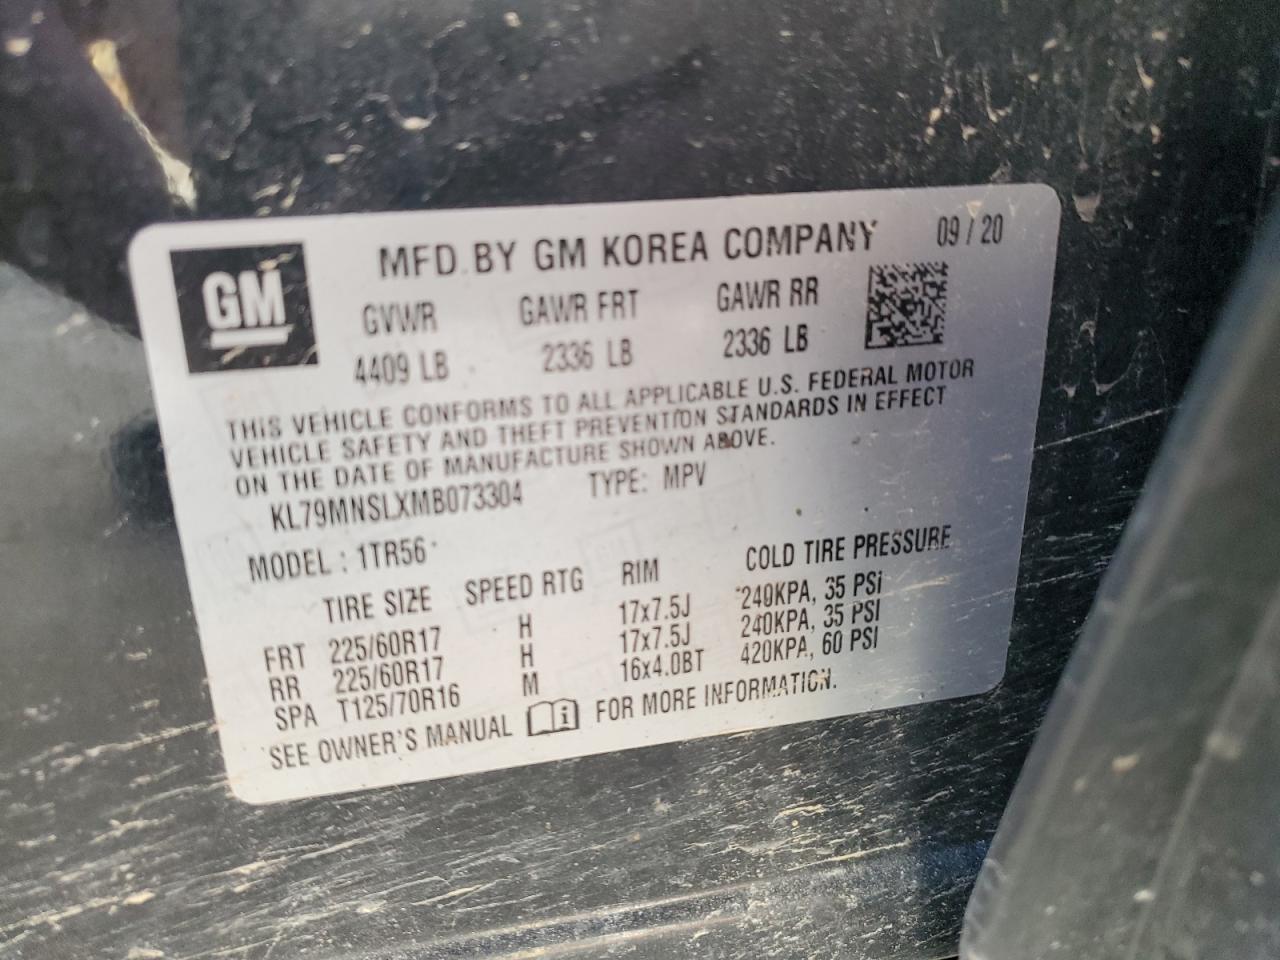 GM
MFD BY GM KOREA COMPANY 09 / 20
GVWR GAWR FRT GAWR RR
4409 LB 2336 LB 2336 LB
THIS VEHICLE CONFORMS TO ALL APPLICABLE U.S. FEDERAL MOTOR
VEHICLE SAFETY AND THEFT PREVENTION STANDARDS IN EFFECT
ON THE DATE OF MANUFACTURE SHOWN ABOVE.
KL79MNSLXMB073304 TYPE: MPV
MODEL : 1TR56
TIRE SIZE SPEED RTG RIM COLD TIRE PRESSURE
FRT 225/60R17 H 17x7.5J 240KPA, 35 PSi
RR 225/60R17 H 17x7.5J 240KPA, 35 PSI
SPA T125/70R16 M 16x4.0BT 420KPA, 60 PSI
SEE OWNER'S MANUAL i FOR MORE INFORMATION.